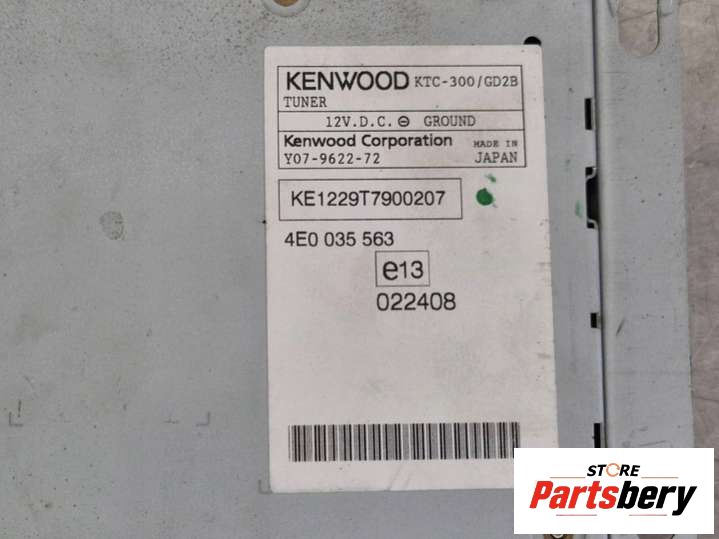 KENWOOD KTC-300/GD2B
TUNER
12V.D.C. ⊖ GROUND
Kenwood Corporation MADE IN
Y07-9622-72 JAPAN
KE1229T7900207
4E0 035 563
e13
022408
STORE
Partsbery